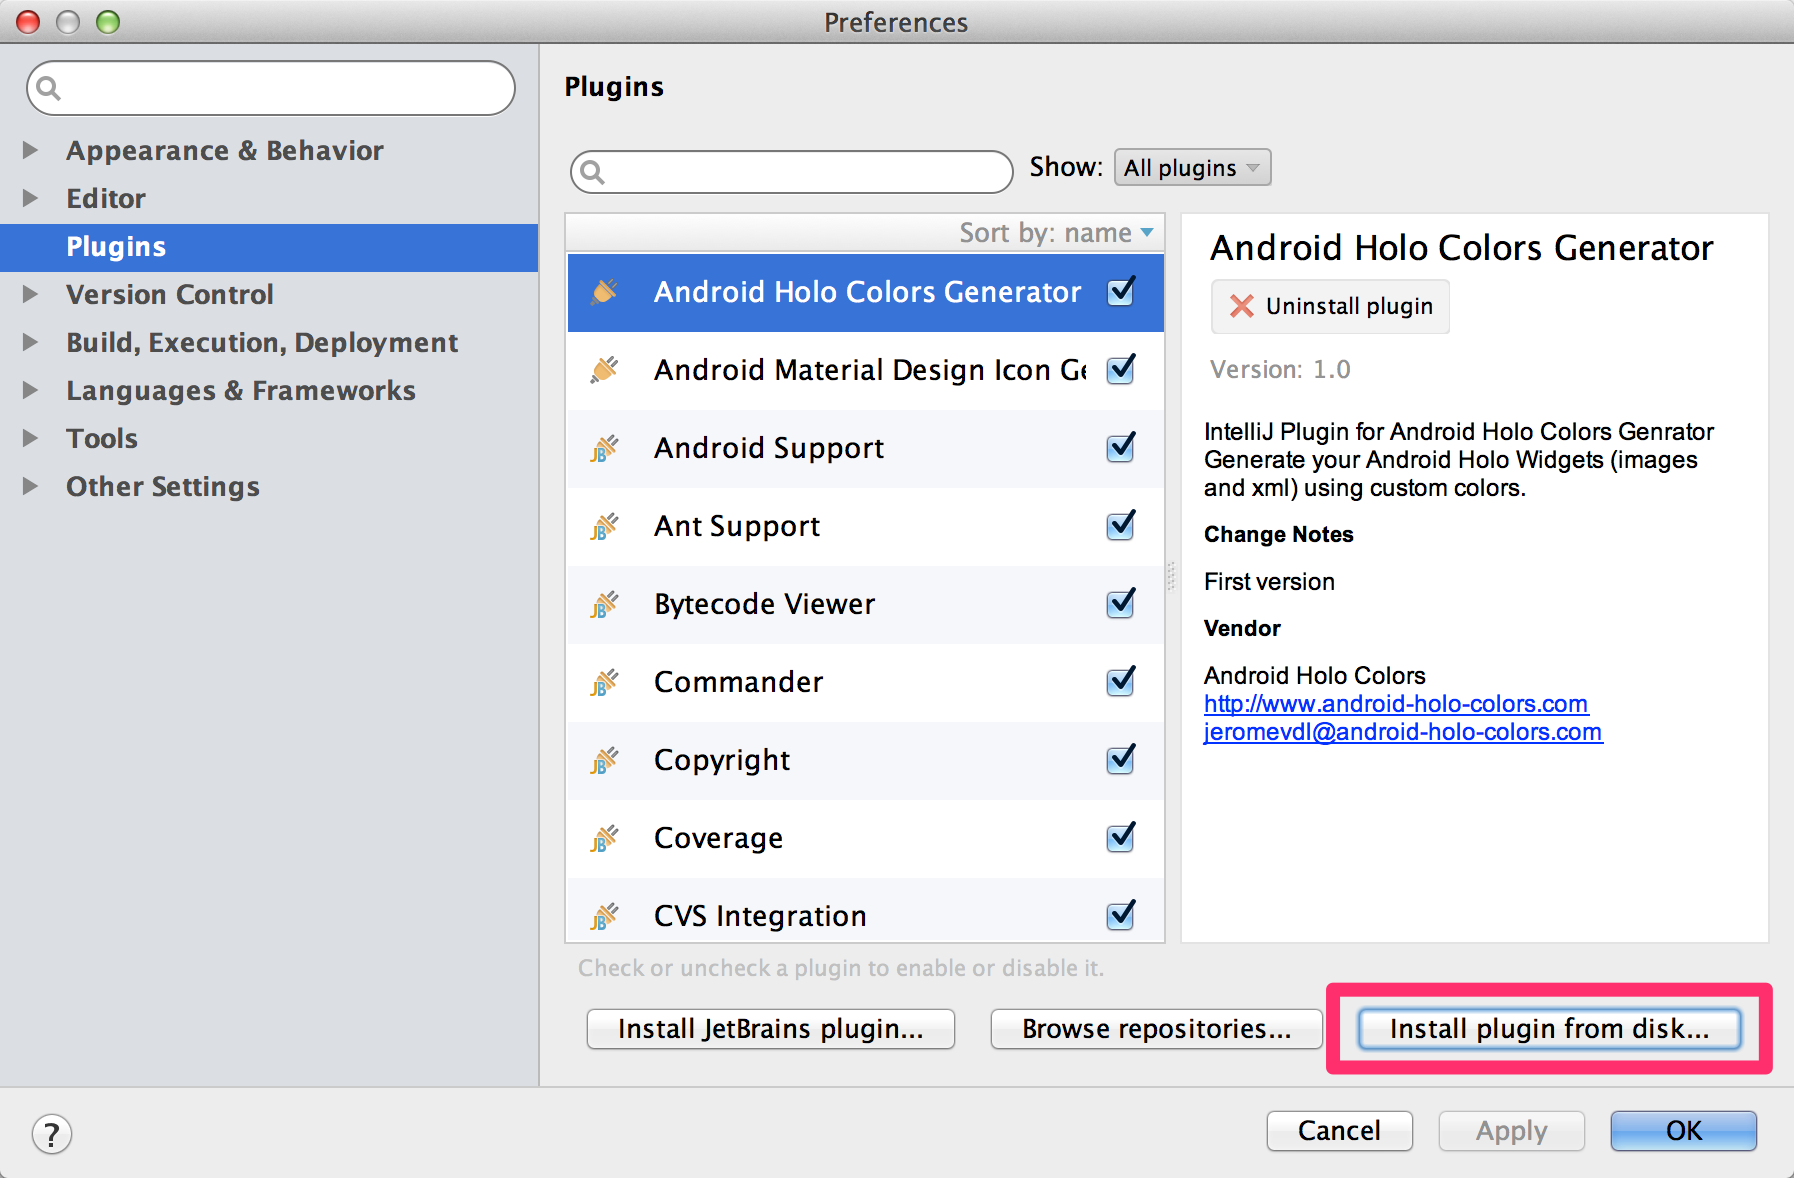 Preferences
Appearance & Behavior
Editor
Plugins
Version Control
Build, Execution, Deployment
Languages & Frameworks
Tools
Other Settings
Plugins
Show: All plugins
Sort by: name
Android Holo Colors Generator
Android Material Design Icon Ge
Android Support
Ant Support
Bytecode Viewer
Commander
Copyright
Coverage
CVS Integration
Check or uncheck a plugin to enable or disable it.
Android Holo Colors Generator
Uninstall plugin
Version: 1.0
IntelliJ Plugin for Android Holo Colors Genrator
Generate your Android Holo Widgets (images
and xml) using custom colors.
Change Notes
First version
Vendor
Android Holo Colors
http://www.android-holo-colors.com
jeromevdl@android-holo-colors.com
Install JetBrains plugin...
Browse repositories...
Install plugin from disk...
?
Cancel
Apply
OK